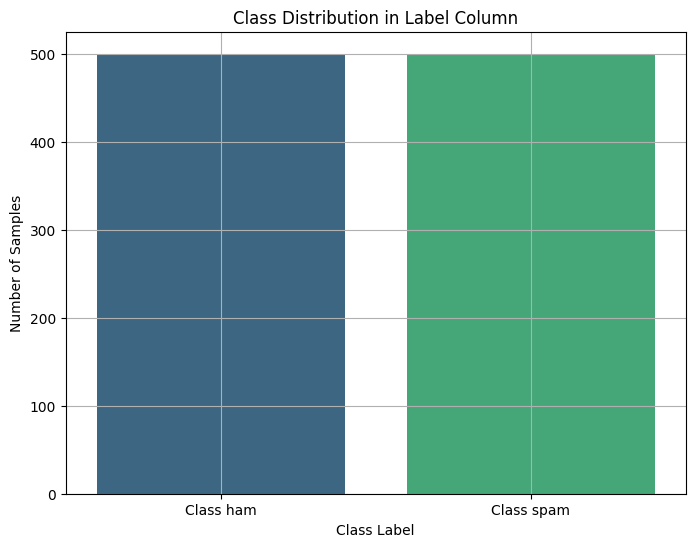 Class Distribution in Label Column
500
400
300
200
100
0
Number of Samples
Class ham
Class spam
Class Label